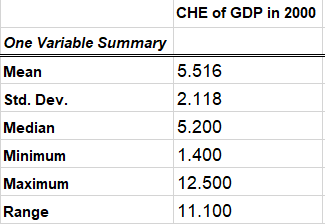 CHE of GDP in 2000
One Variable Summary
Mean 5.516
Std. Dev. 2.118
Median 5.200
Minimum 1.400
Maximum 12.500
Range 11.100